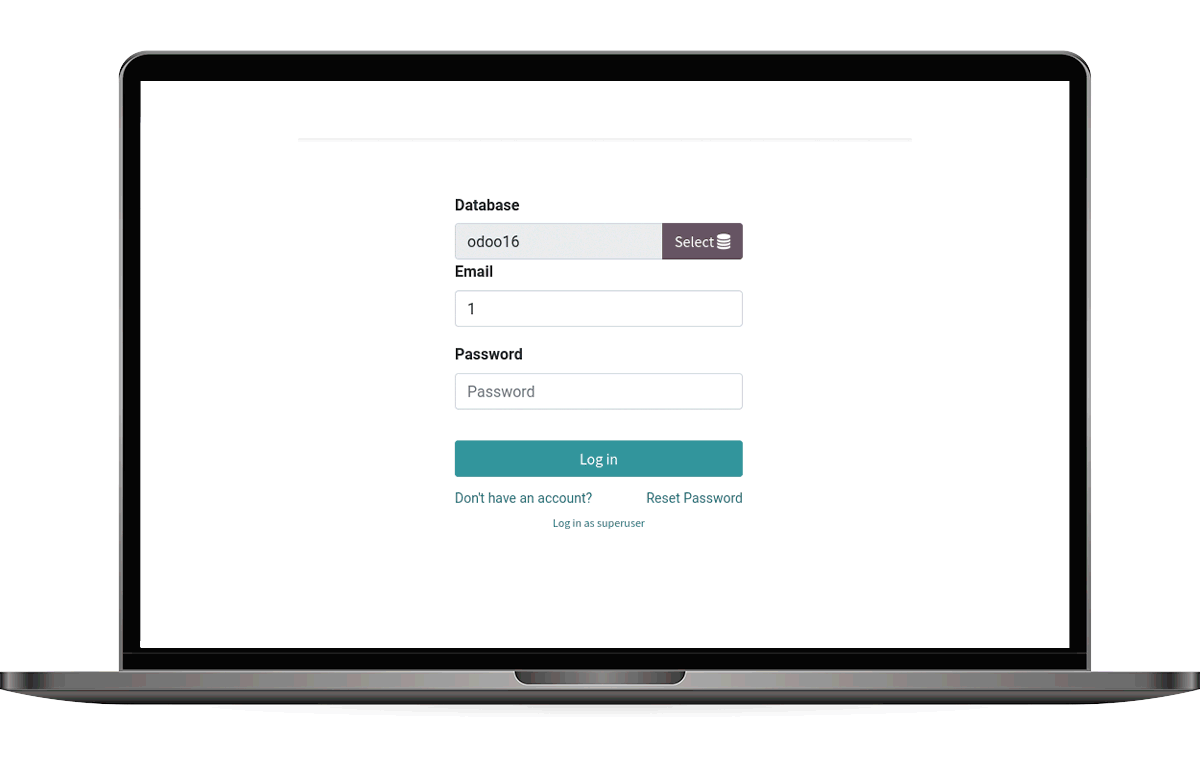 Database
odoo16 Select
Email
1
Password
Password
Log in
Don't have an account? Reset Password
Log in as superuser